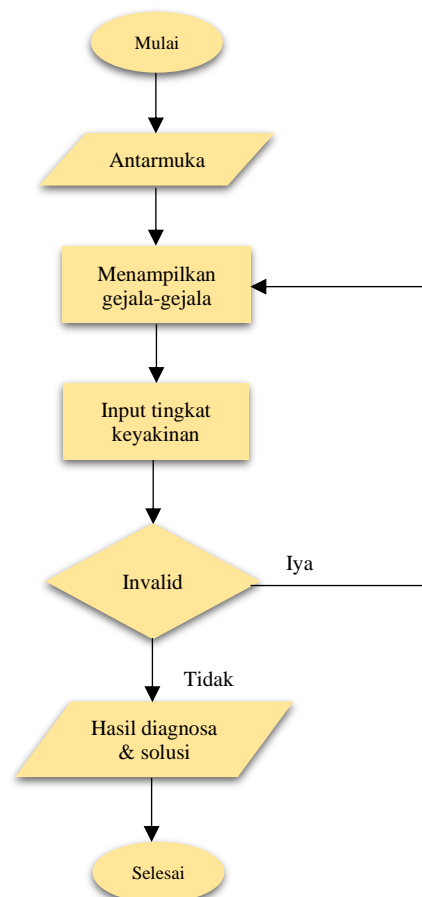 Mulai
Antarmuka
Menampilkan
gejala-gejala
Input tingkat
keyakinan
Invalid
Iya
Tidak
Hasil diagnosa
& solusi
Selesai